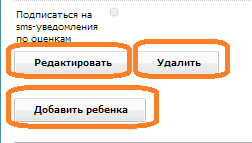 Подписаться на
sms-уведомления
по оценкам
Редактировать Удалить
Добавить ребенка